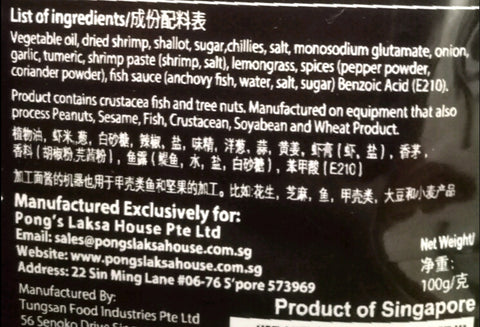 List of ingredients/成份配料表
Vegetable oil, dried shrimp, shallot, sugar,chillies, salt, monosodium glutamate, onion,
garlic, tumeric, shrimp paste (shrimp, salt), lemongrass, spices (pepper powder,
coriander powder), fish sauce (anchovy fish, water, salt, sugar) Benzoic Acid (E210).
Product contains crustacea fish and tree nuts. Manufactured on equipment that also
process Peanuts, Sesame, Fish, Crustacean, Soyabean and Wheat Product.
植物油，虾米,葱，白砂糖，辣椒，盐，味精，洋葱，蒜，黄姜，虾膏(虾，盐)，香茅，
香料(胡椒粉,芫荽粉)，鱼露(鳀鱼，水，盐，白砂糖)，苯甲酸[E210]
加工面酱的机器也用于甲壳类鱼和坚果的加工。比如:花生，芝麻，鱼，甲壳类，大豆和小麦产品
Manufactured Exclusively for:
Pong's Laksa House Pte Ltd
Email: sales@pongslaksahouse.com.sg
Website: www.pongslaksahouse.com.sg
Address: 22 Sin Ming Lane #06-76 S'pore 573969
Manufactured By:
Tungsan Food Industries Pte Ltd
56 Senoko Drive
Net Weight/
净重:
100g/克
Product of Singapore